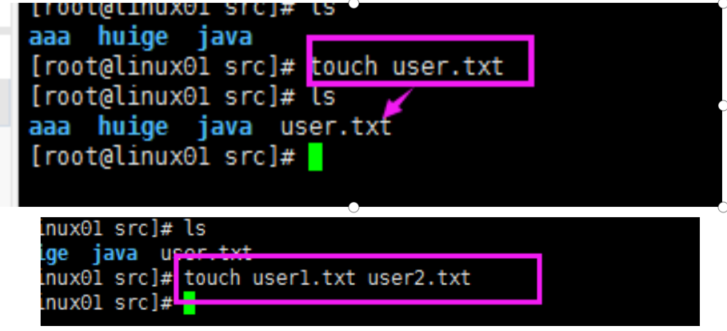 [root@linux01 src]# ls
aaa huige java
[root@linux01 src]# touch user.txt
[root@linux01 src]# ls
aaa huige java user.txt
[root@linux01 src]#
inux01 src]# ls
ige java user.txt
inux01 src]# touch user1.txt user2.txt
inux01 src]#